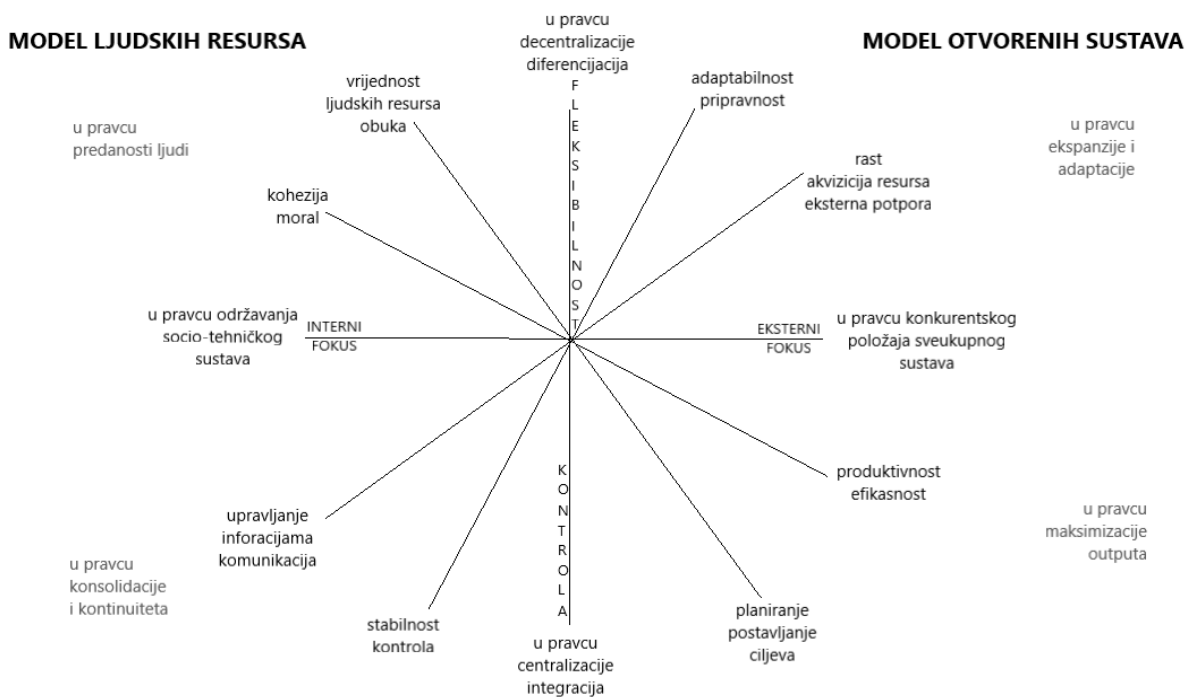 MODEL LJUDSKIH RESURSA
u pravcu
decentralizacije
diferencijacija
MODEL OTVORENIH SUSTAVA
vrijednost
ljudskih resursa
obuka
FLEKSIBILNOST
adaptabilnost
pripravnost
u pravcu
predanosti ljudi
u pravcu
ekspanzije i
adaptacije
kohezija
moral
rast
akvizicija resursa
eksterna potpora
u pravcu održavanja
socio-tehničkog
sustava
INTERNI
FOKUS
EKSTERNI
FOKUS
u pravcu konkurentskog
položaja sveukupnog
sustava
produktivnost
efikasnost
KONTROLA
upravljanje
inforacijama
komunikacija
u pravcu
maksimizacije
outputa
u pravcu
konsolidacije
i kontinuiteta
stabilnost
kontrola
planiranje
postavljanje
ciljeva
u pravcu
centralizacije
integracija